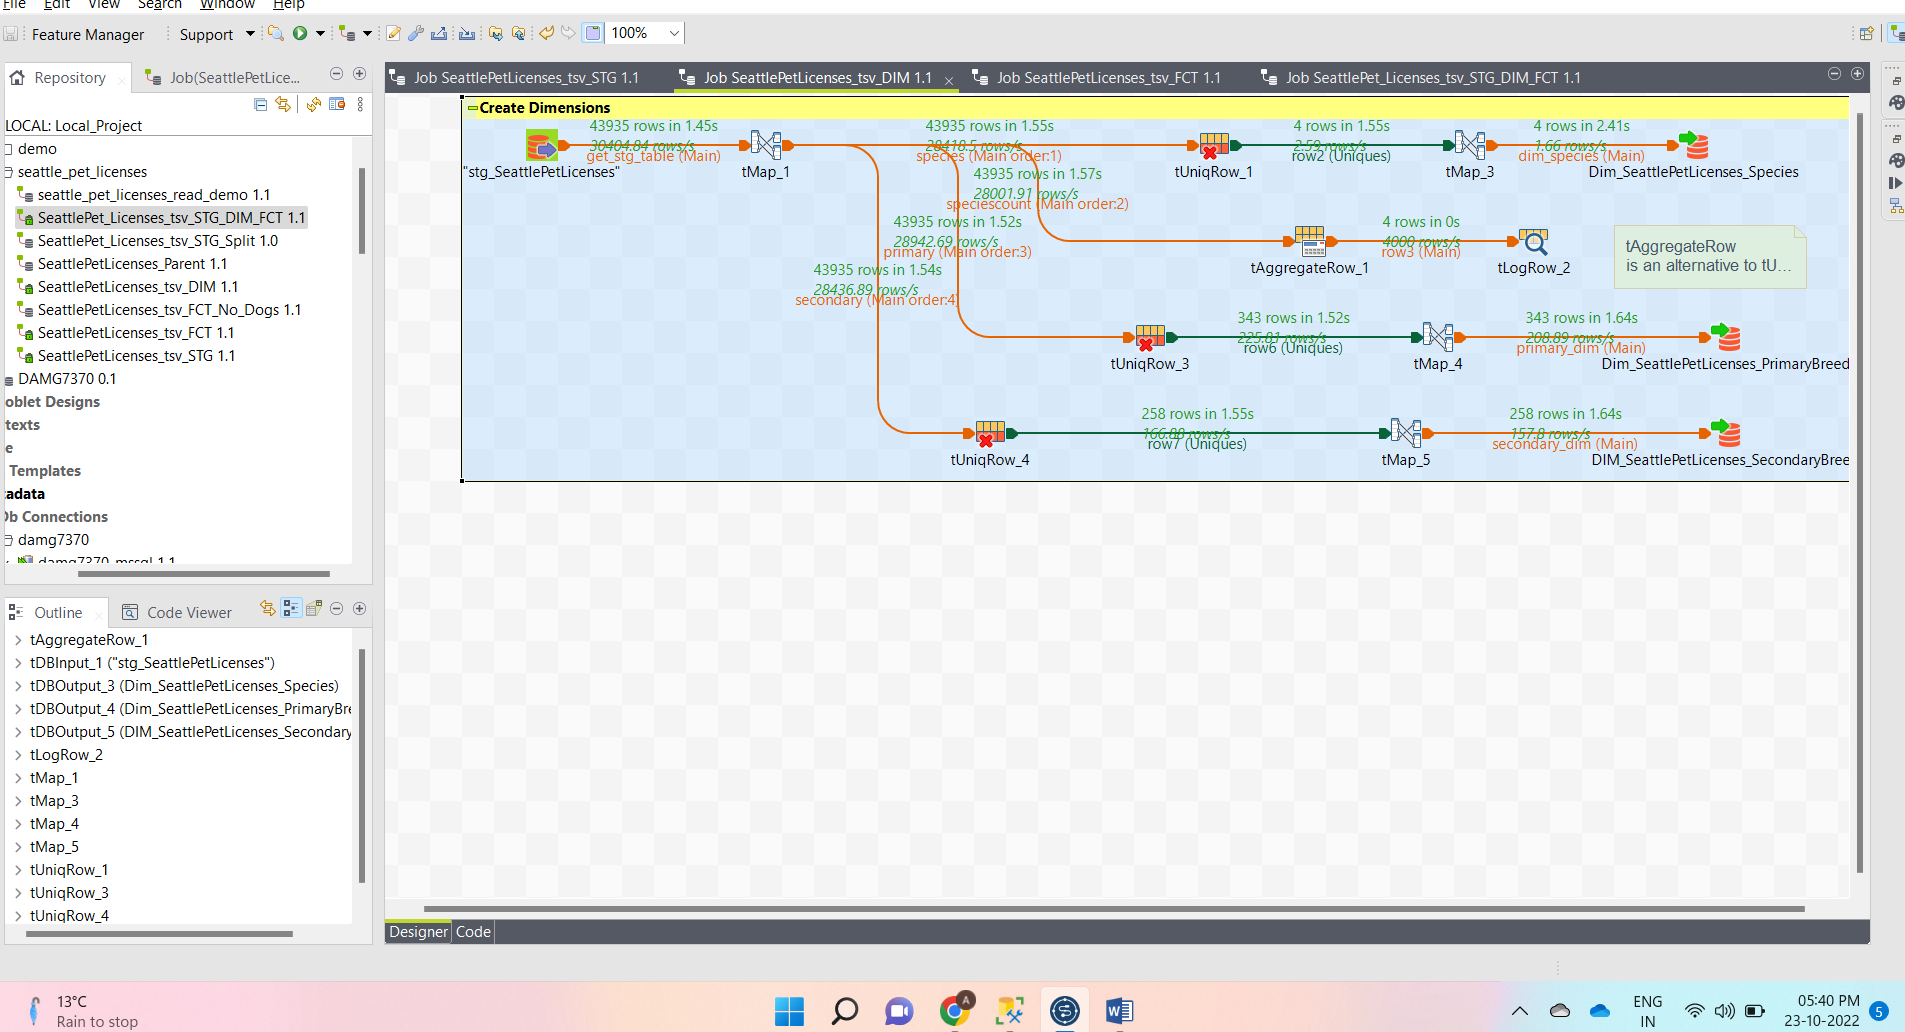 File Edit View Search Window Help
Feature Manager Support 100%
Repository Job(SeattlePetLice...
LOCAL: Local_Project
demo
seattle_pet_licenses
seattle_pet_licenses_read_demo 1.1
SeattlePet_Licenses_tsv_STG_DIM_FCT 1.1
SeattlePet_Licenses_tsv_STG_Split 1.0
SeattlePetLicenses_Parent 1.1
SeattlePetLicenses_tsv_DIM 1.1
SeattlePetLicenses_tsv_FCT_No_Dogs 1.1
SeattlePetLicenses_tsv_FCT 1.1
SeattlePetLicenses_tsv_STG 1.1
DAMG7370 0.1
oblet Designs
texts
e
Templates
adata
Db Connections
damg7370
damg7370_mssql 1.1
Outline Code Viewer
tAggregateRow_1
tDBInput_1 ("stg_SeattlePetLicenses")
tDBOutput_3 (Dim_SeattlePetLicenses_Species)
tDBOutput_4 (Dim_SeattlePetLicenses_PrimaryBre
tDBOutput_5 (DIM_SeattlePetLicenses_Secondary
tLogRow_2
tMap_1
tMap_3
tMap_4
tMap_5
tUniqRow_1
tUniqRow_3
tUniqRow_4
Job SeattlePetLicenses_tsv_STG 1.1 Job SeattlePetLicenses_tsv_DIM 1.1 Job SeattlePetLicenses_tsv_FCT 1.1 Job SeattlePet_Licenses_tsv_STG_DIM_FCT 1.1
Create Dimensions
43935 rows in 1.45s 43935 rows in 1.55s 4 rows in 1.55s 4 rows in 2.41s
30404.84 rows/s 28418.5 rows/s 2.59 rows/s 1.66 rows/s
get_stg_table (Main) species (Main order:1) row2 (Uniques) dim_species (Main)
"stg_SeattlePetLicenses" tMap_1 tUniqRow_1 tMap_3 Dim_SeattlePetLicenses_Species
43935 rows in 1.57s
28001.91 rows/s
speciescount (Main order:2)
43935 rows in 1.52s 4 rows in 0s
28942.69 rows/s 4000 rows/s
primary (Main order:3) row3 (Main)
tAggregateRow_1 tLogRow_2
tAggregateRow
is an alternative to tU...
43935 rows in 1.54s
28436.89 rows/s
secondary (Main order:4)
343 rows in 1.52s 343 rows in 1.64s
225.81 rows/s 208.89 rows/s
row6 (Uniques) primary_dim (Main)
tUniqRow_3 tMap_4 Dim_SeattlePetLicenses_PrimaryBreed
258 rows in 1.55s 258 rows in 1.64s
166.88 rows/s 157.8 rows/s
row7 (Uniques) secondary_dim (Main)
tUniqRow_4 tMap_5 DIM_SeattlePetLicenses_SecondaryBree
Designer Code
13°C
Rain to stop
A
ENG
IN
05:40 PM
23-10-2022
5